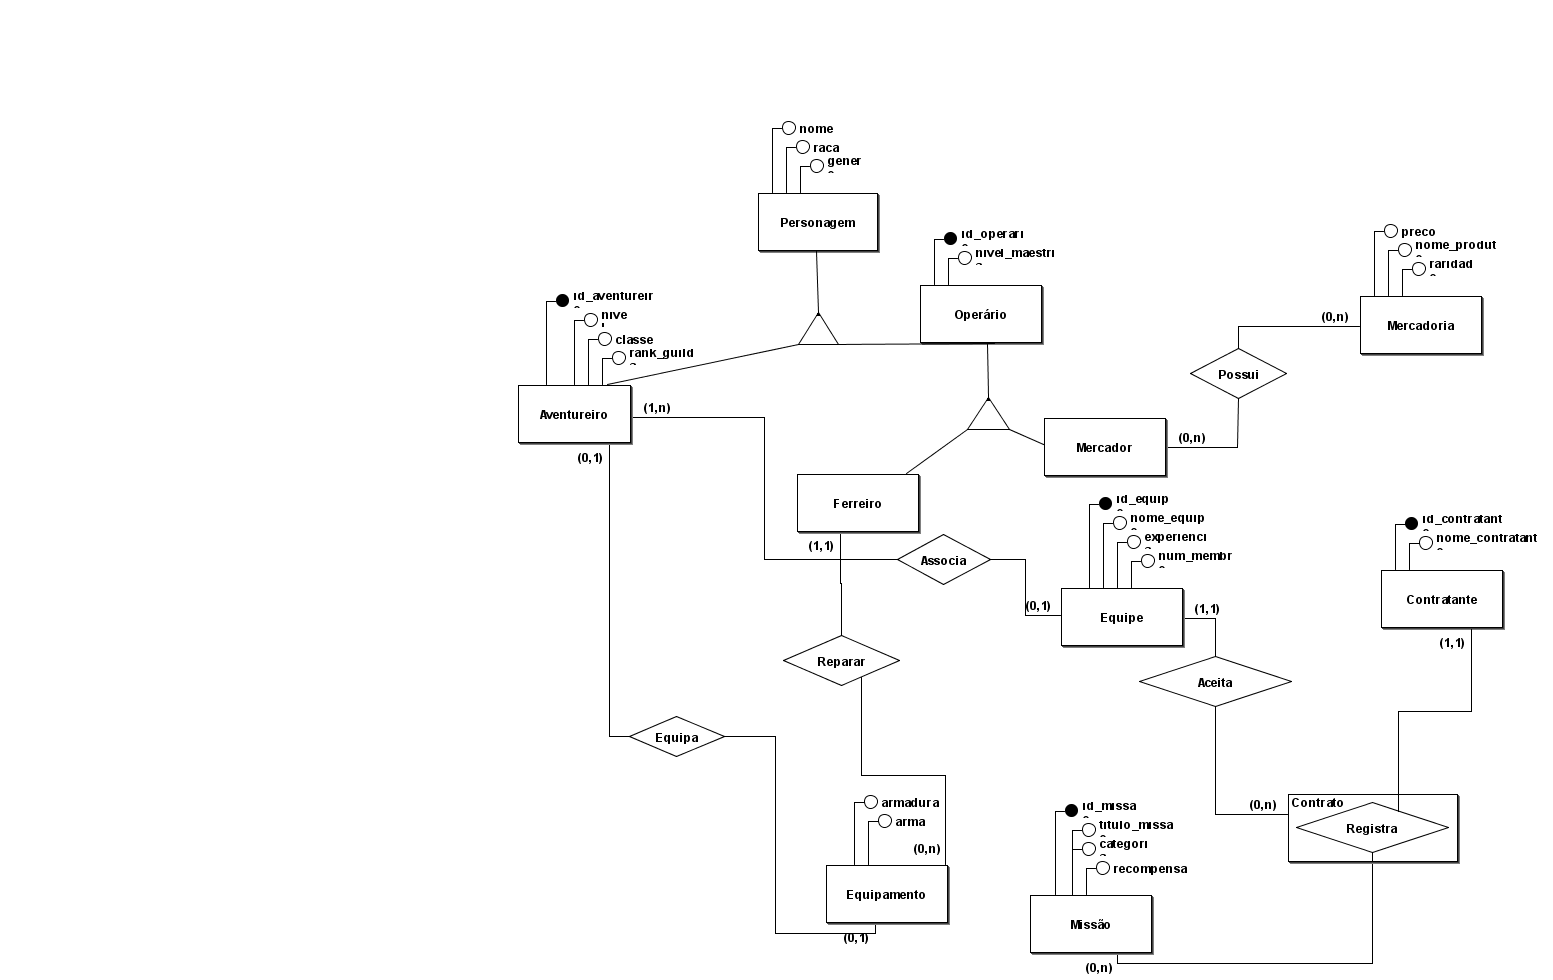 nome
raca
gener
Personagem
id_operari
nivel_maestri
Operário
preco
nome_produt
raridad
Mercadoria
(0,n)
Possui
(0,n)
id_aventureir
nive
classe
rank_guild
Aventureiro
(1,n)
(0,1)
Mercador
Ferreiro
(1,1)
Associa
(0,1)
id_equip
nome_equip
experienci
num_membr
Equipe
(1,1)
id_contratant
nome_contratant
Contratante
(1,1)
Reparar
Aceita
Equipa
armadura
arma
(0,n)
Equipamento
(0,1)
(0,n)
Contrato
Registra
id_missa
titulo_missa
categori
recompensa
Missão
(0,n)